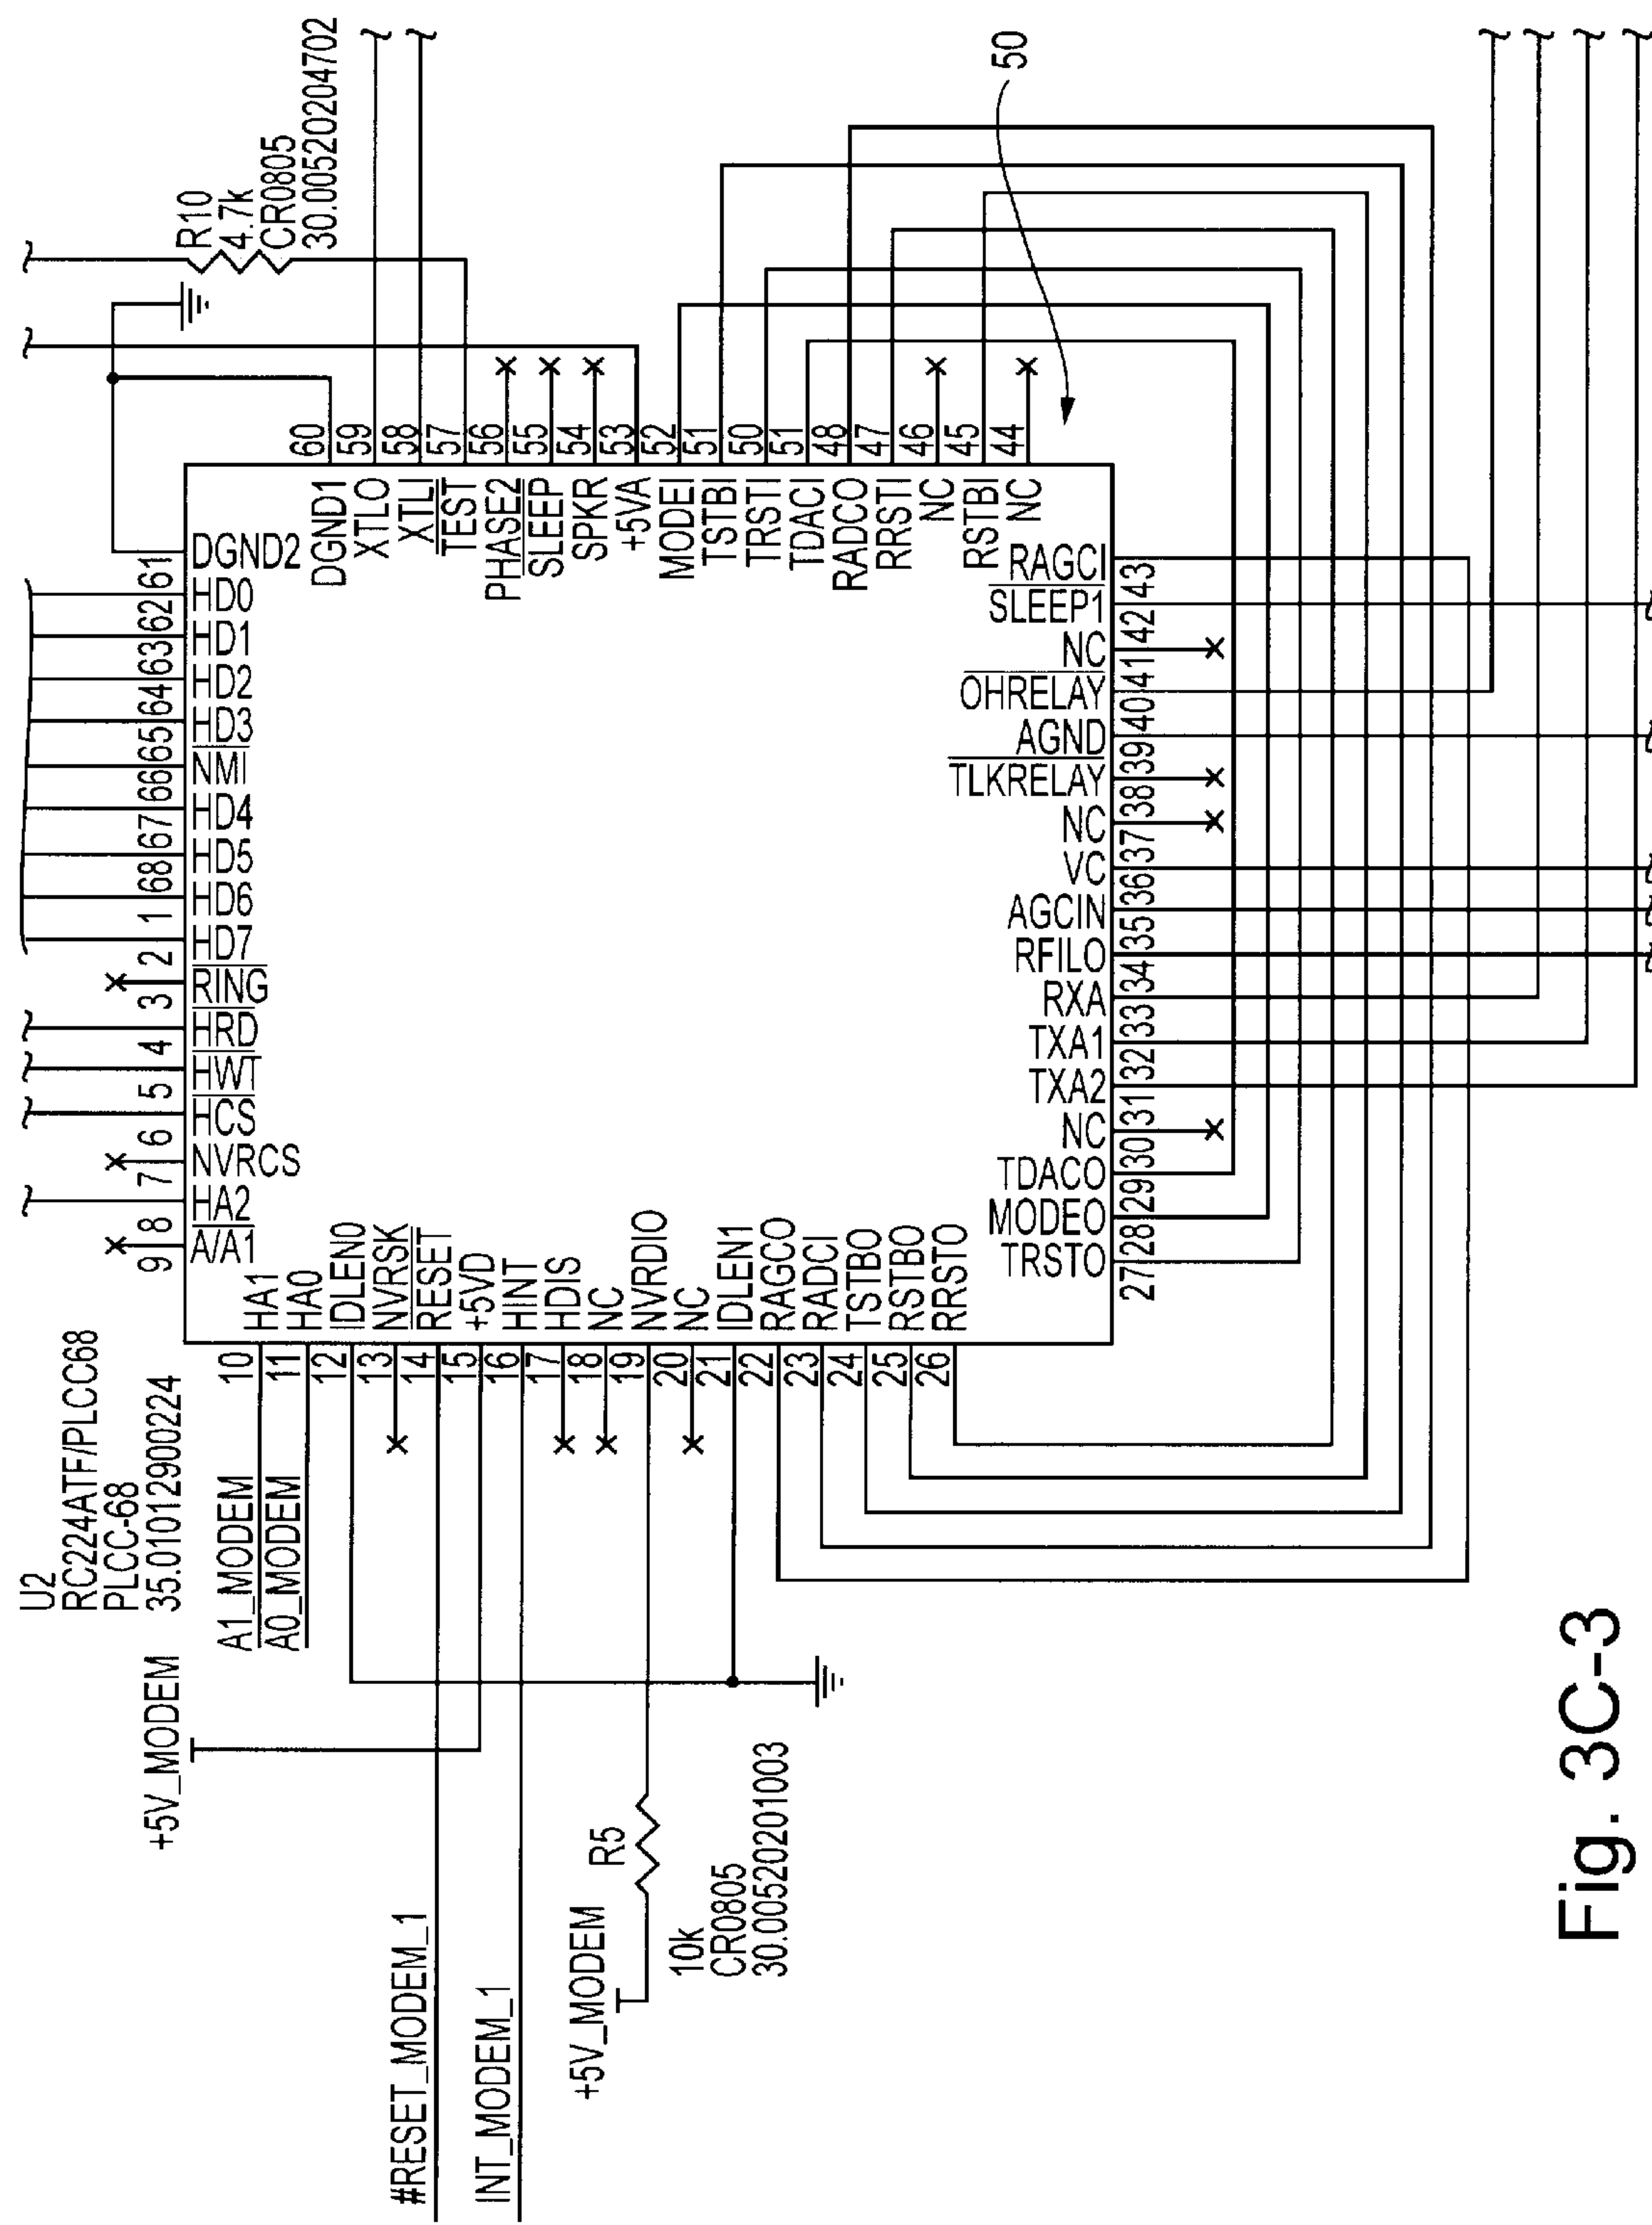 U2
RC224ATF/PLCC68
PLCC-68
35.01012900224
+5V_MODEM
A1_MODEM
A0_MODEM
#RESET_MODEM_1
INT_MODEM_1
+5V_MODEM
R5
10k
CR0805
30.00520201003
R10
4.7k
CR0805
30.00520204702
50
10 HA1
11 HA0
12 IDLEN0
13 NVRSK
14 RESET
15 +5VD
16 HINT
17 HDIS
18 NC
19 NVRDIO
20 NC
21 IDLEN1
22 RAGCO
23 RADCI
24 TSTBO
25 RSTBO
26 RRSTO
9 A/A1
8 HA2
7 NVRCS
6 HCS
5 HWT
4 HRD
3 RING
2 HD7
1 HD6
68 HD5
67 HD4
66 NMI
65 HD3
64 HD2
63 HD1
62 HD0
61 DGND2
DGND1 60
XTLO 59
XTLI 58
TEST 57
PHASE2 56
SLEEP 55
SPKR 54
+5VA 53
MODEI 52
TSTBI 51
TRSTI 50
TDACI 51
RADCO 48
RRSTI 47
NC 46
RSTBI 45
NC 44
TRSTO 27
MODEO 28
TDACO 29
NC 30
TXA2 31
TXA1 32
RXA 33
RFILO 34
AGCIN 35
VC 36
NC 37
TLKRELAY 38
AGND 39
OHRELAY 40
NC 41
SLEEP1 42
RAGCI 43
Fig. 3C-3